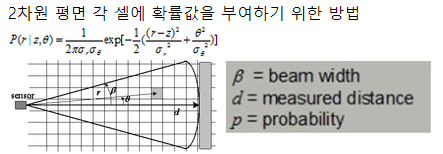 2차원 평면 각 셀에 확률값을 부여하기 위한 방법
P(r | z,θ) = 1/(2πσ_rσ_θ) exp[-1/2((r-z)²/σ_r² + θ²/σ_θ²)]
sensor
r
β
θ
d
β = beam width
d = measured distance
p = probability